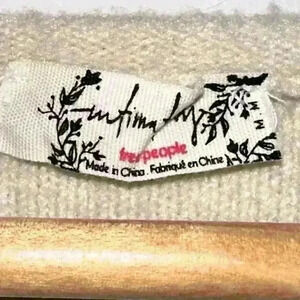 intimately
free people
Made in China . Fabriqué en Chine
M M